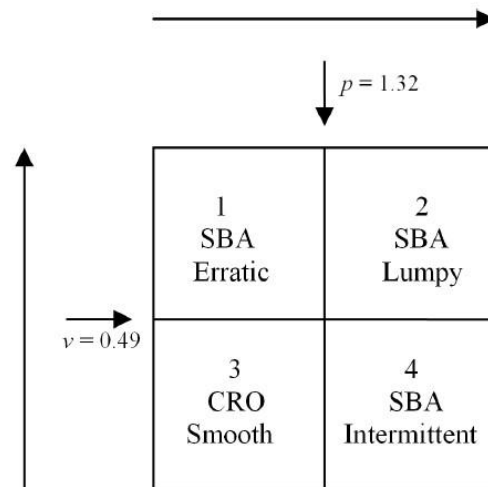 p = 1.32
1
SBA
Erratic
2
SBA
Lumpy
v = 0.49
3
CRO
Smooth
4
SBA
Intermittent